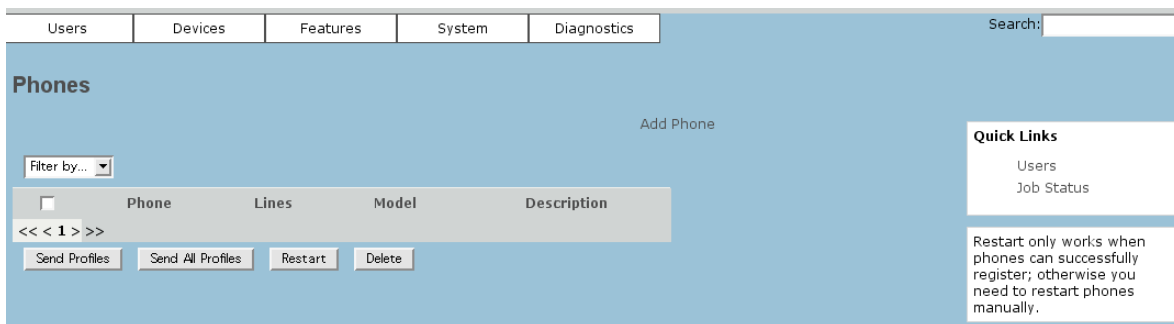 Users Devices Features System Diagnostics Search:
Phones
Add Phone
Filter by...
Phone Lines Model Description
<< < 1 > >>
Send Profiles Send All Profiles Restart Delete
Quick Links
Users
Job Status
Restart only works when
phones can successfully
register; otherwise you
need to restart phones
manually.